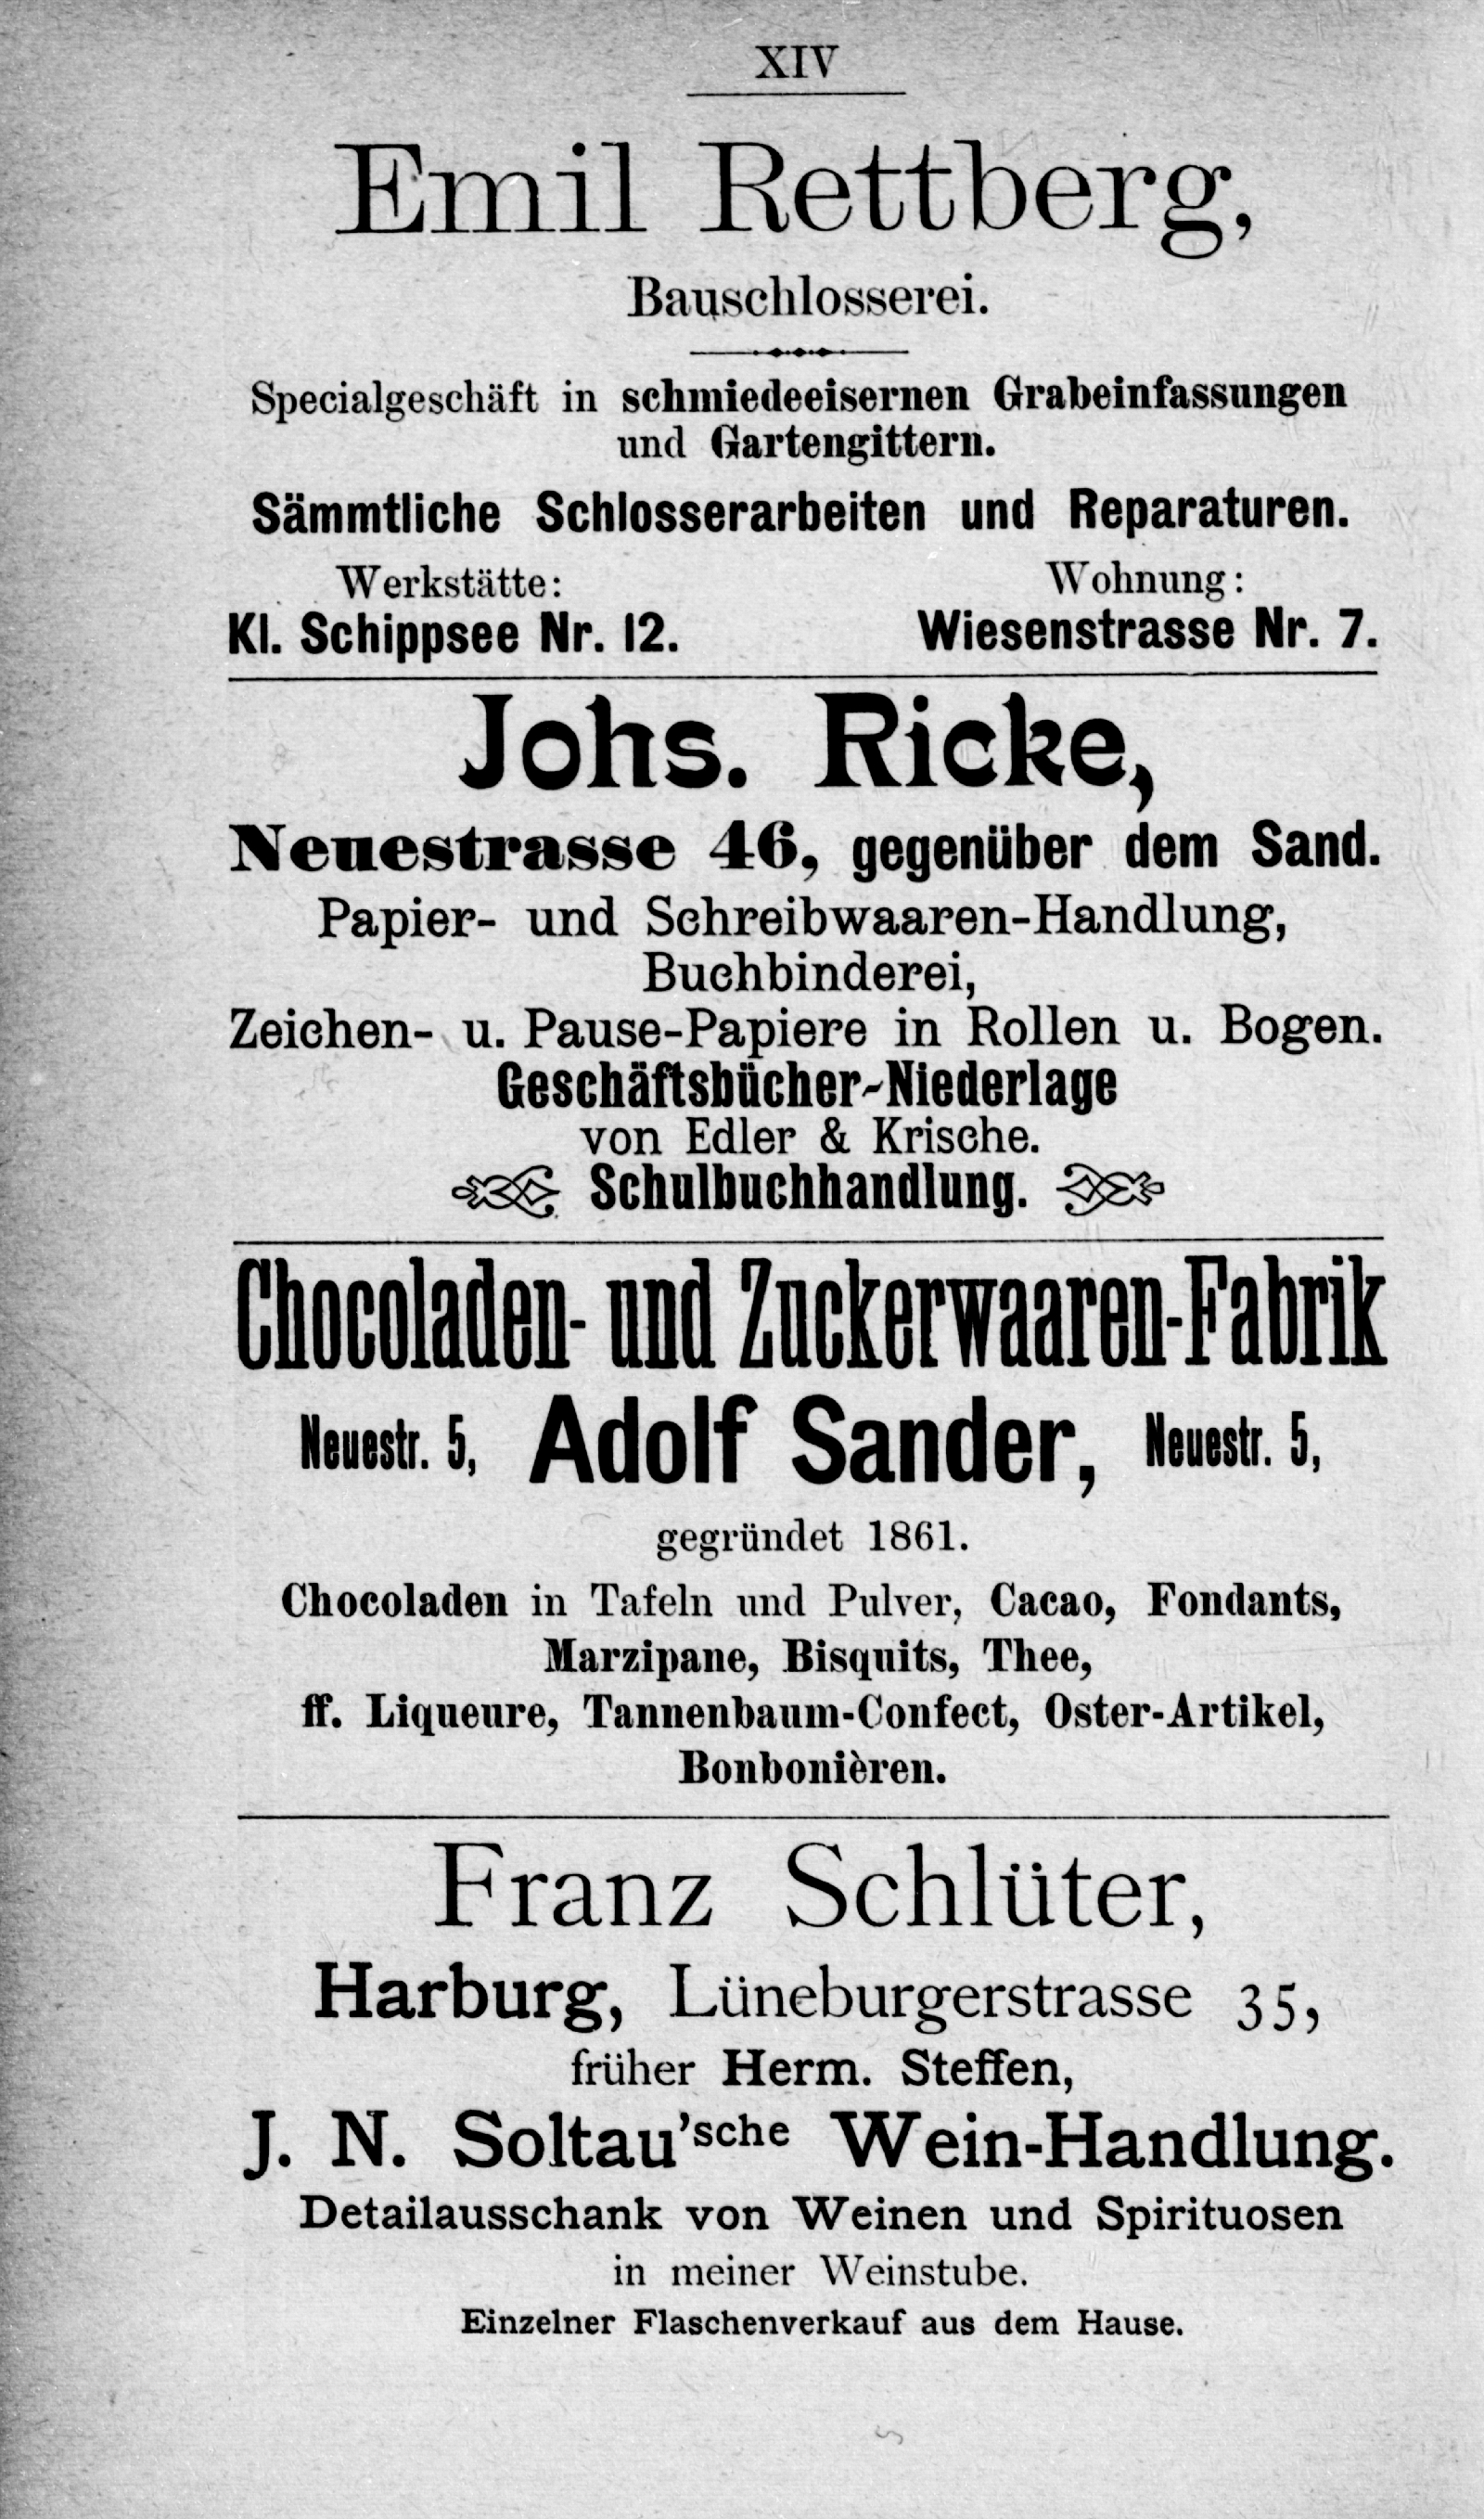 XIV
Emil Rettberg,
Bauschlosserei.
Specialgeschäft in schmiedeeisernen Grabeinfassungen
und Gartengittern.
Sämmtliche Schlosserarbeiten und Reparaturen.
Werkstätte: Wohnung:
Kl. Schippsee Nr. 12. Wiesenstrasse Nr. 7.
Johs. Ricke,
Neuestrasse 46, gegenüber dem Sand.
Papier- und Schreibwaaren-Handlung,
Buchbinderei,
Zeichen- u. Pause-Papiere in Rollen u. Bogen.
Geschäftsbücher-Niederlage
von Edler & Krische.
Schulbuchhandlung.
Chocoladen- und Zuckerwaaren-Fabrik
Neuestr. 5, Adolf Sander, Neuestr. 5,
gegründet 1861.
Chocoladen in Tafeln und Pulver, Cacao, Fondants,
Marzipane, Bisquits, Thee,
ff. Liqueure, Tannenbaum-Confect, Oster-Artikel,
Bonbonièren.
Franz Schlüter,
Harburg, Lüneburgerstrasse 35,
früher Herm. Steffen,
J. N. Soltau'sche Wein-Handlung.
Detailausschank von Weinen und Spirituosen
in meiner Weinstube.
Einzelner Flaschenverkauf aus dem Hause.